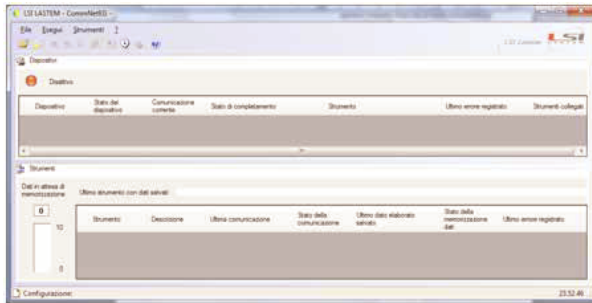 LSI LASTEM - CommNetEG -
File Esegui Strumenti ?
LSI Lastem LSI LASTEM
Dispositivi
Disattivo
Dispositivo Stato del dispositivo Comunicazione corrente Stato di completamento Strumento Ultimo errore registrato Strumenti collegati
Strumenti
Dati in attesa di memorizzazione
Ultimo strumento con dati salvati
0
10
0
Strumento Descrizione Ultima comunicazione Stato della comunicazione Ultimo dato elaborato salvato Stato della memorizzazione dati Ultimo errore registrato
Configurazione:
23.52.46